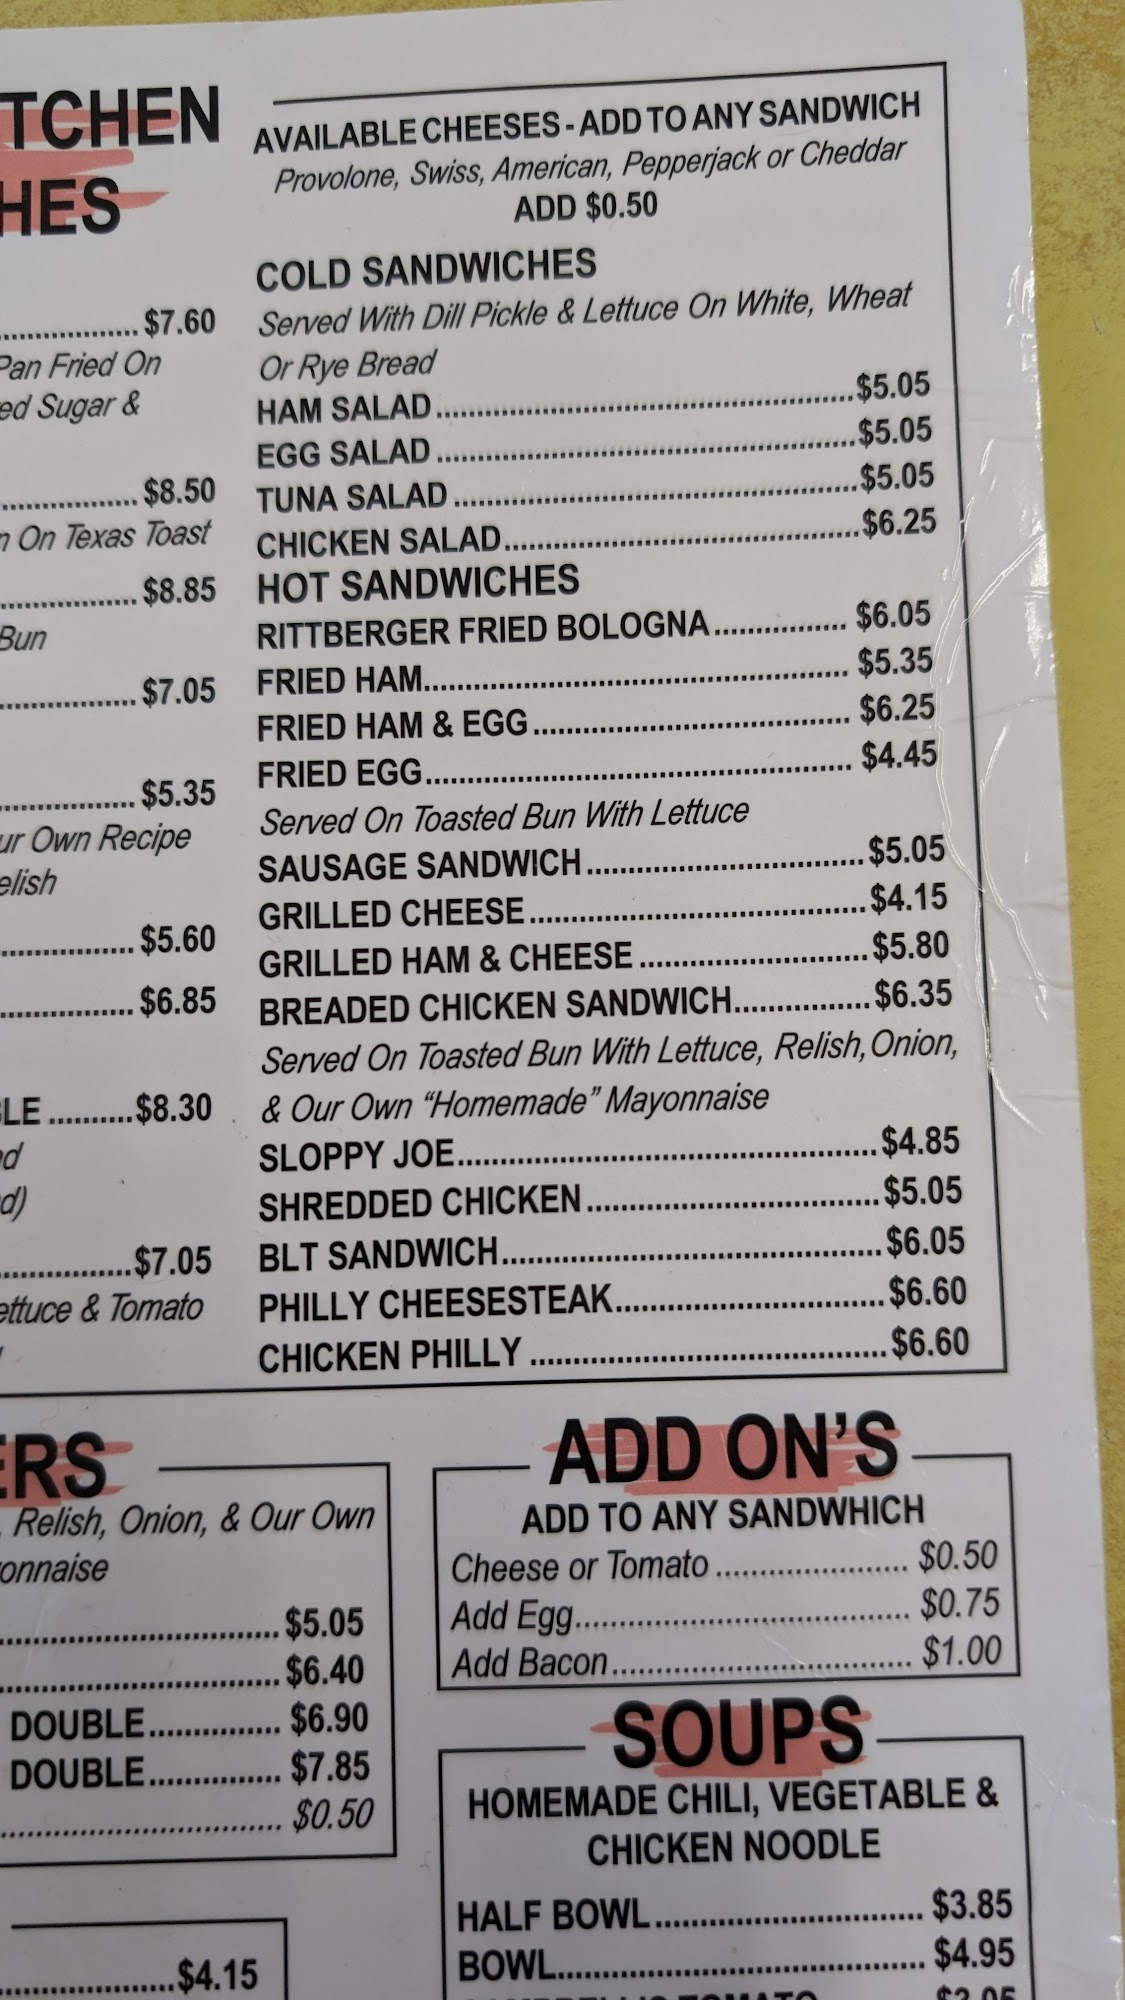 TCHEN
HES
$7.60
Pan Fried On
ed Sugar &
$8.50
n On Texas Toast
$8.85
Bun
$7.05
$5.35
ur Own Recipe
elish
$5.60
$6.85
LE..........$8.30
d
d)
$7.05
ettuce & Tomato
AVAILABLE CHEESES - ADD TO ANY SANDWICH
Provolone, Swiss, American, Pepperjack or Cheddar
ADD $0.50
COLD SANDWICHES
Served With Dill Pickle & Lettuce On White, Wheat
Or Rye Bread
HAM SALAD........ $5.05
EGG SALAD........ $5.05
TUNA SALAD........ $5.05
CHICKEN SALAD........ $6.25
HOT SANDWICHES
RITTBERGER FRIED BOLOGNA........ $6.05
FRIED HAM........ $5.35
FRIED HAM & EGG........ $6.25
FRIED EGG........ $4.45
Served On Toasted Bun With Lettuce
SAUSAGE SANDWICH........ $5.05
GRILLED CHEESE........ $4.15
GRILLED HAM & CHEESE........ $5.80
BREADED CHICKEN SANDWICH........ $6.35
Served On Toasted Bun With Lettuce, Relish, Onion,
& Our Own "Homemade" Mayonnaise
SLOPPY JOE........ $4.85
SHREDDED CHICKEN........ $5.05
BLT SANDWICH........ $6.05
PHILLY CHEESESTEAK........ $6.60
CHICKEN PHILLY........ $6.60
ERS
, Relish, Onion, & Our Own
onnaise
$5.05
$6.40
DOUBLE........ $6.90
DOUBLE........ $7.85
$0.50
$4.15
ADD ON'S
ADD TO ANY SANDWHICH
Cheese or Tomato........ $0.50
Add Egg........ $0.75
Add Bacon........ $1.00
SOUPS
HOMEMADE CHILI, VEGETABLE &
CHICKEN NOODLE
HALF BOWL........ $3.85
BOWL........ $4.95